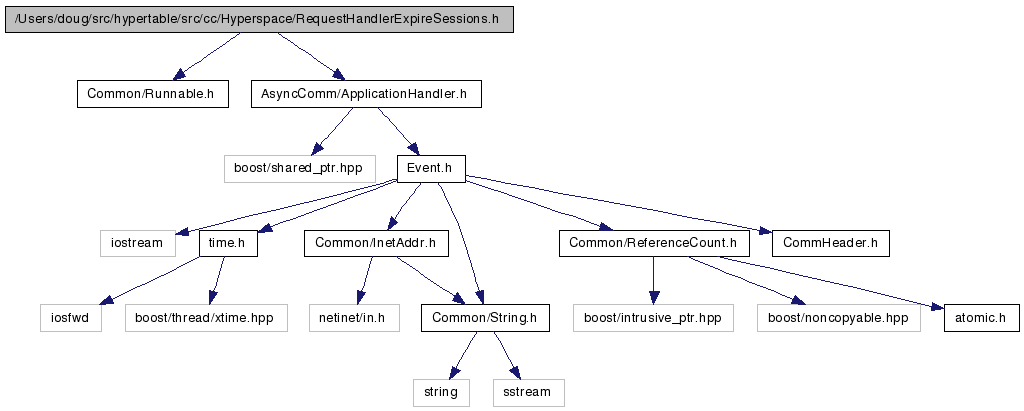 /Users/doug/src/hypertable/src/cc/Hyperspace/RequestHandlerExpireSessions.h
Common/Runnable.h
AsyncComm/ApplicationHandler.h
boost/shared_ptr.hpp
Event.h
iostream
time.h
Common/InetAddr.h
Common/ReferenceCount.h
CommHeader.h
iosfwd
boost/thread/xtime.hpp
netinet/in.h
Common/String.h
boost/intrusive_ptr.hpp
boost/noncopyable.hpp
atomic.h
string
sstream